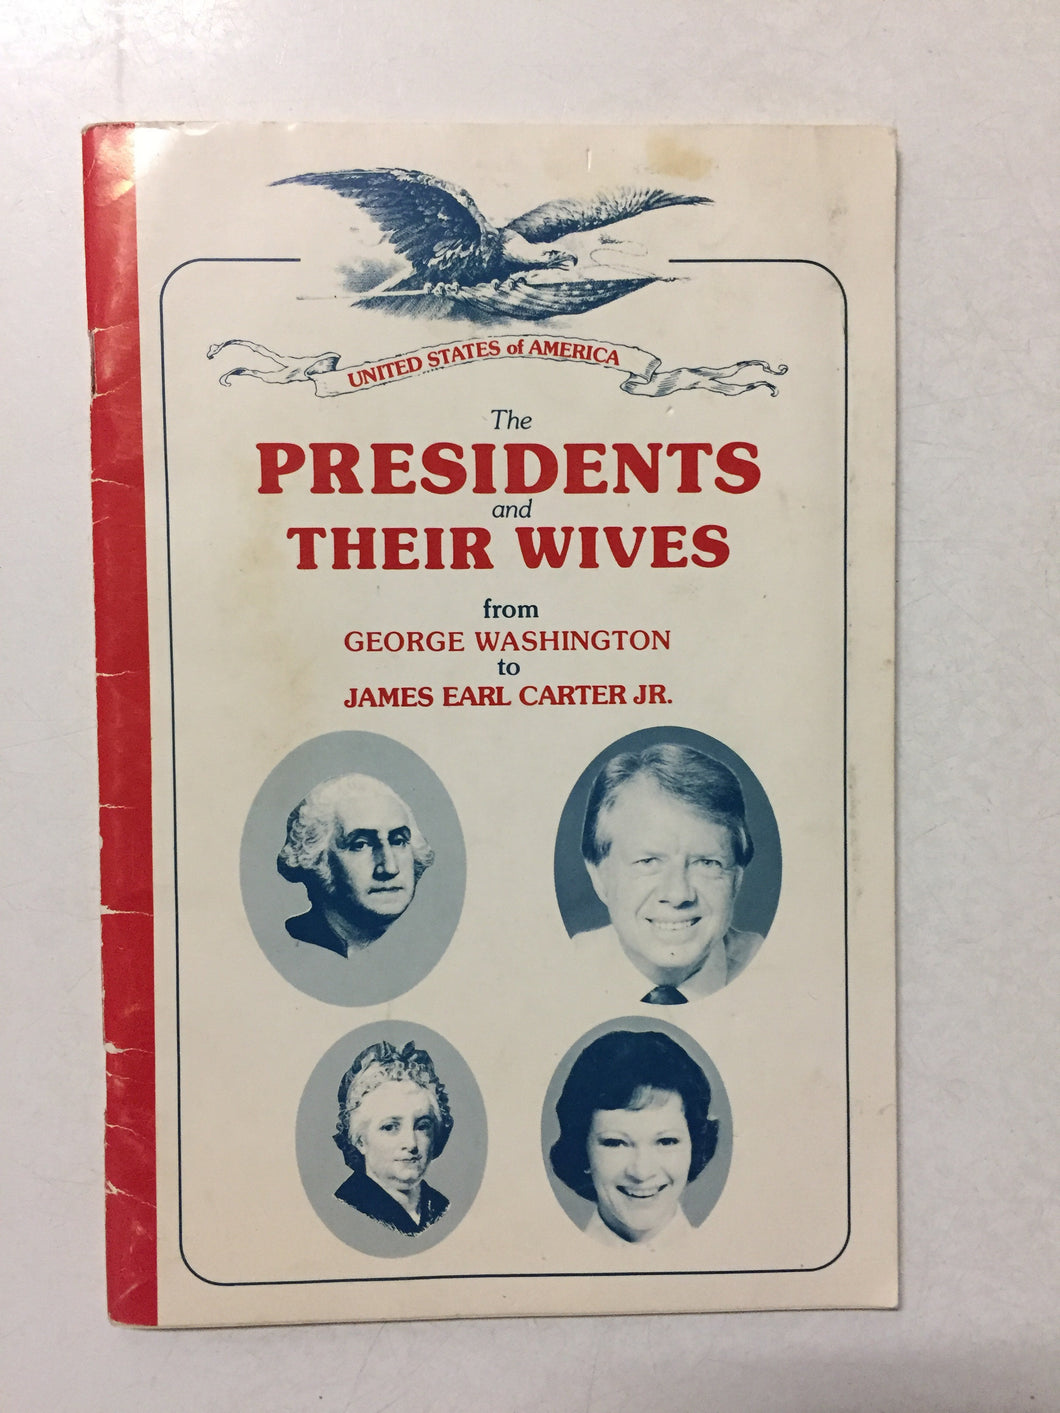 UNITED STATES of AMERICA
The
PRESIDENTS
and
THEIR WIVES
from
GEORGE WASHINGTON
to
JAMES EARL CARTER JR.